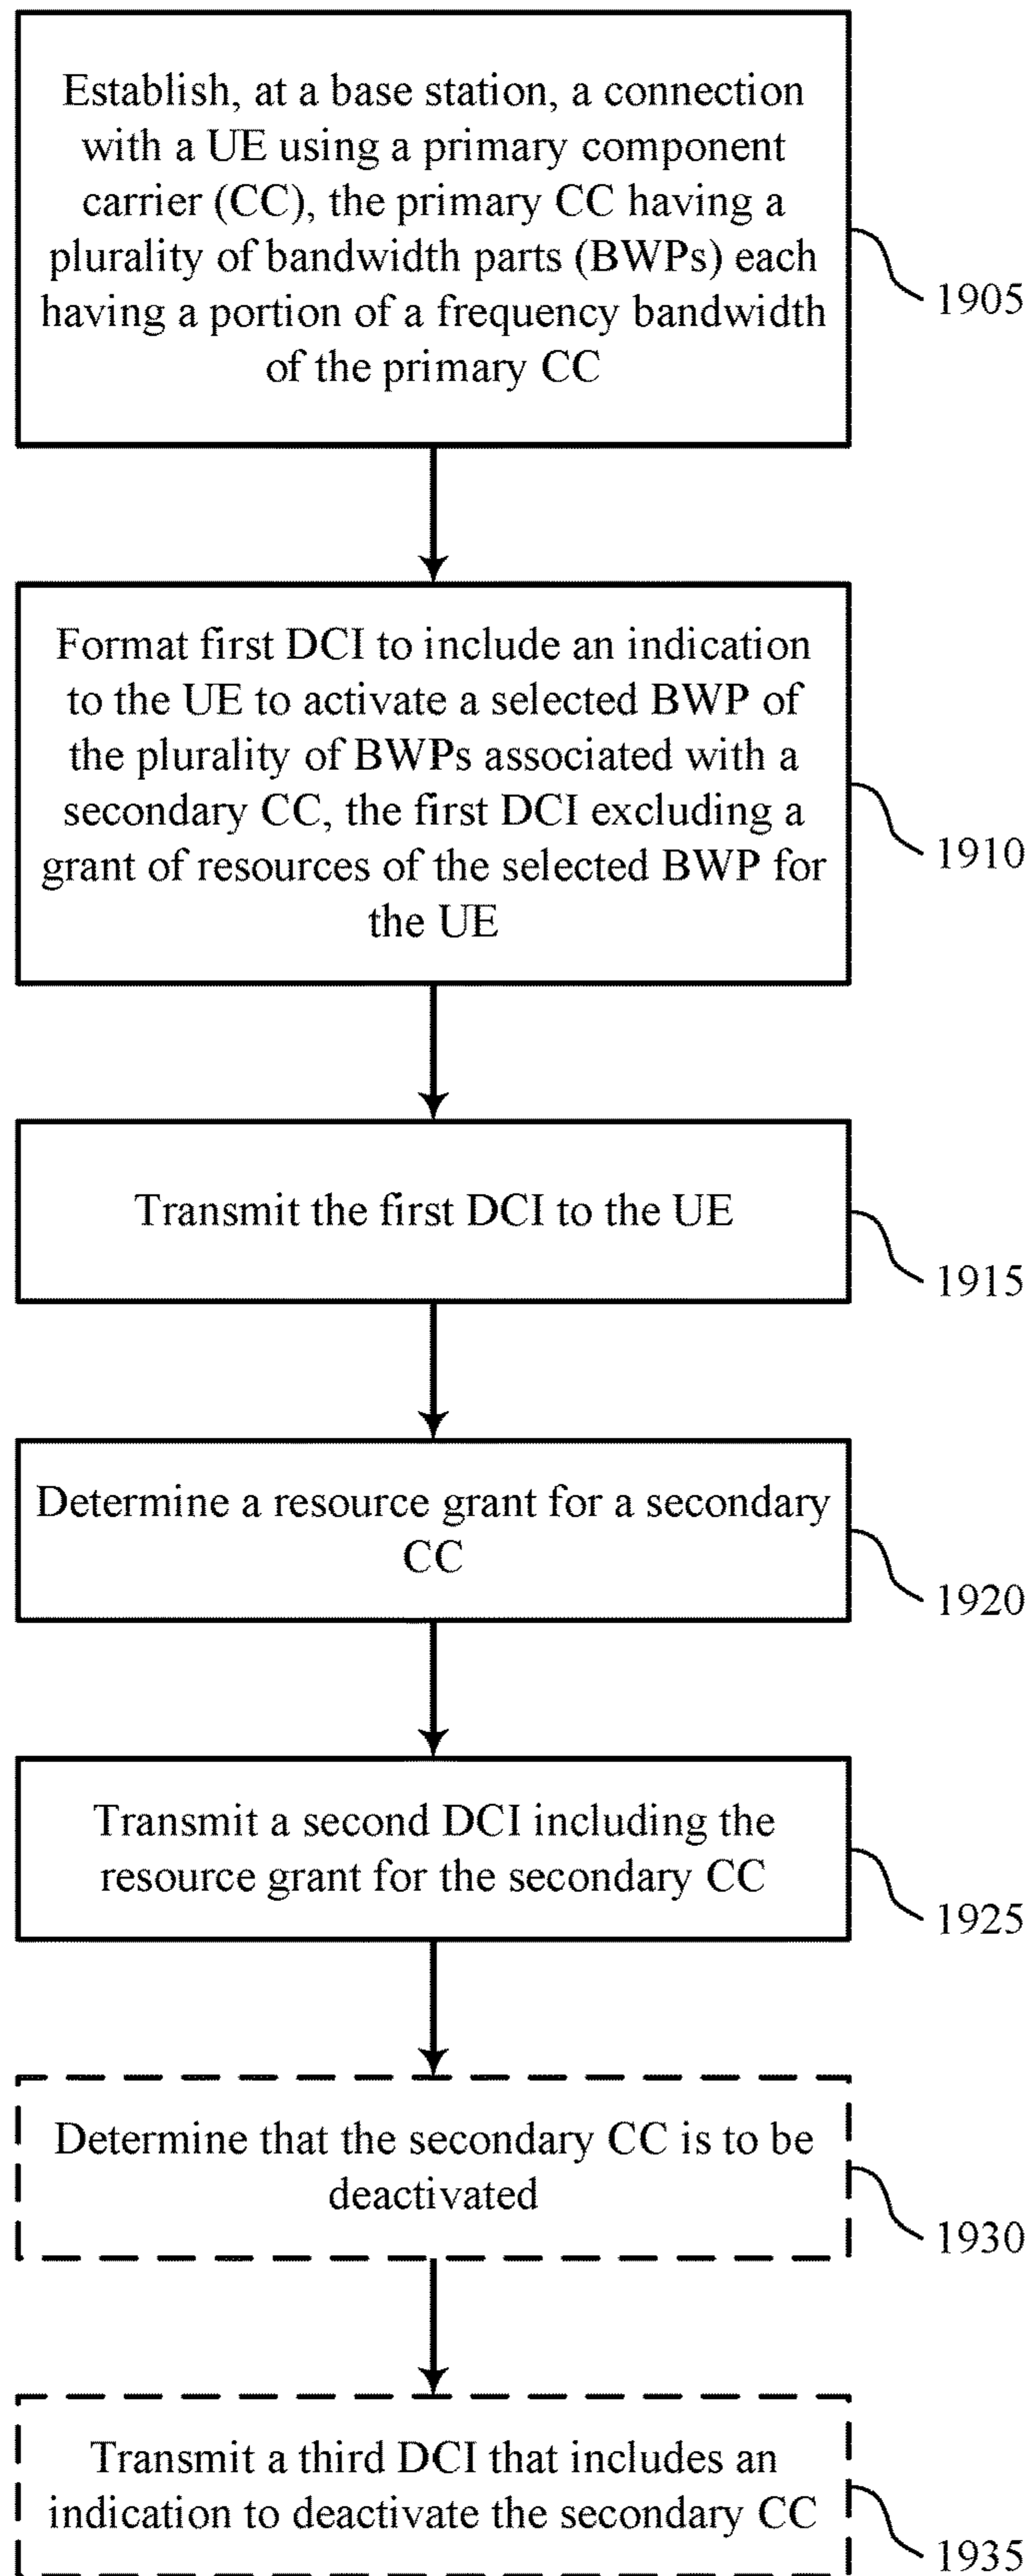 Establish, at a base station, a connection
with a UE using a primary component
carrier (CC), the primary CC having a
plurality of bandwidth parts (BWPs) each
having a portion of a frequency bandwidth
of the primary CC
1905
Format first DCI to include an indication
to the UE to activate a selected BWP of
the plurality of BWPs associated with a
secondary CC, the first DCI excluding a
grant of resources of the selected BWP for
the UE
1910
Transmit the first DCI to the UE
1915
Determine a resource grant for a secondary
CC
1920
Transmit a second DCI including the
resource grant for the secondary CC
1925
Determine that the secondary CC is to be
deactivated
1930
Transmit a third DCI that includes an
indication to deactivate the secondary CC
1935